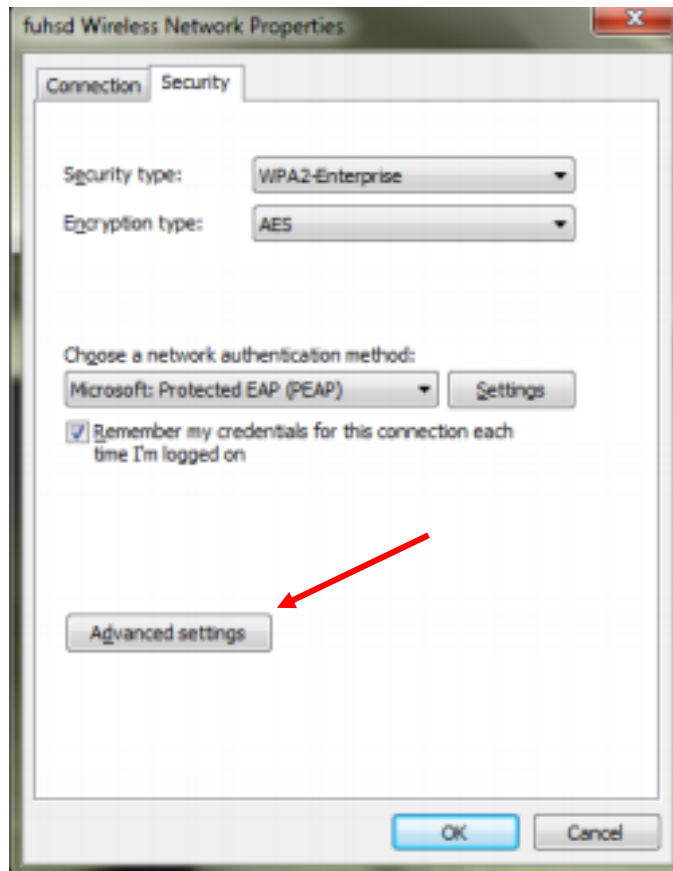 fuhsd Wireless Network Properties
Connection Security
Security type: WPA2-Enterprise
Encryption type: AES
Choose a network authentication method:
Microsoft: Protected EAP (PEAP) Settings
Remember my credentials for this connection each
time I'm logged on
Advanced settings
OK Cancel